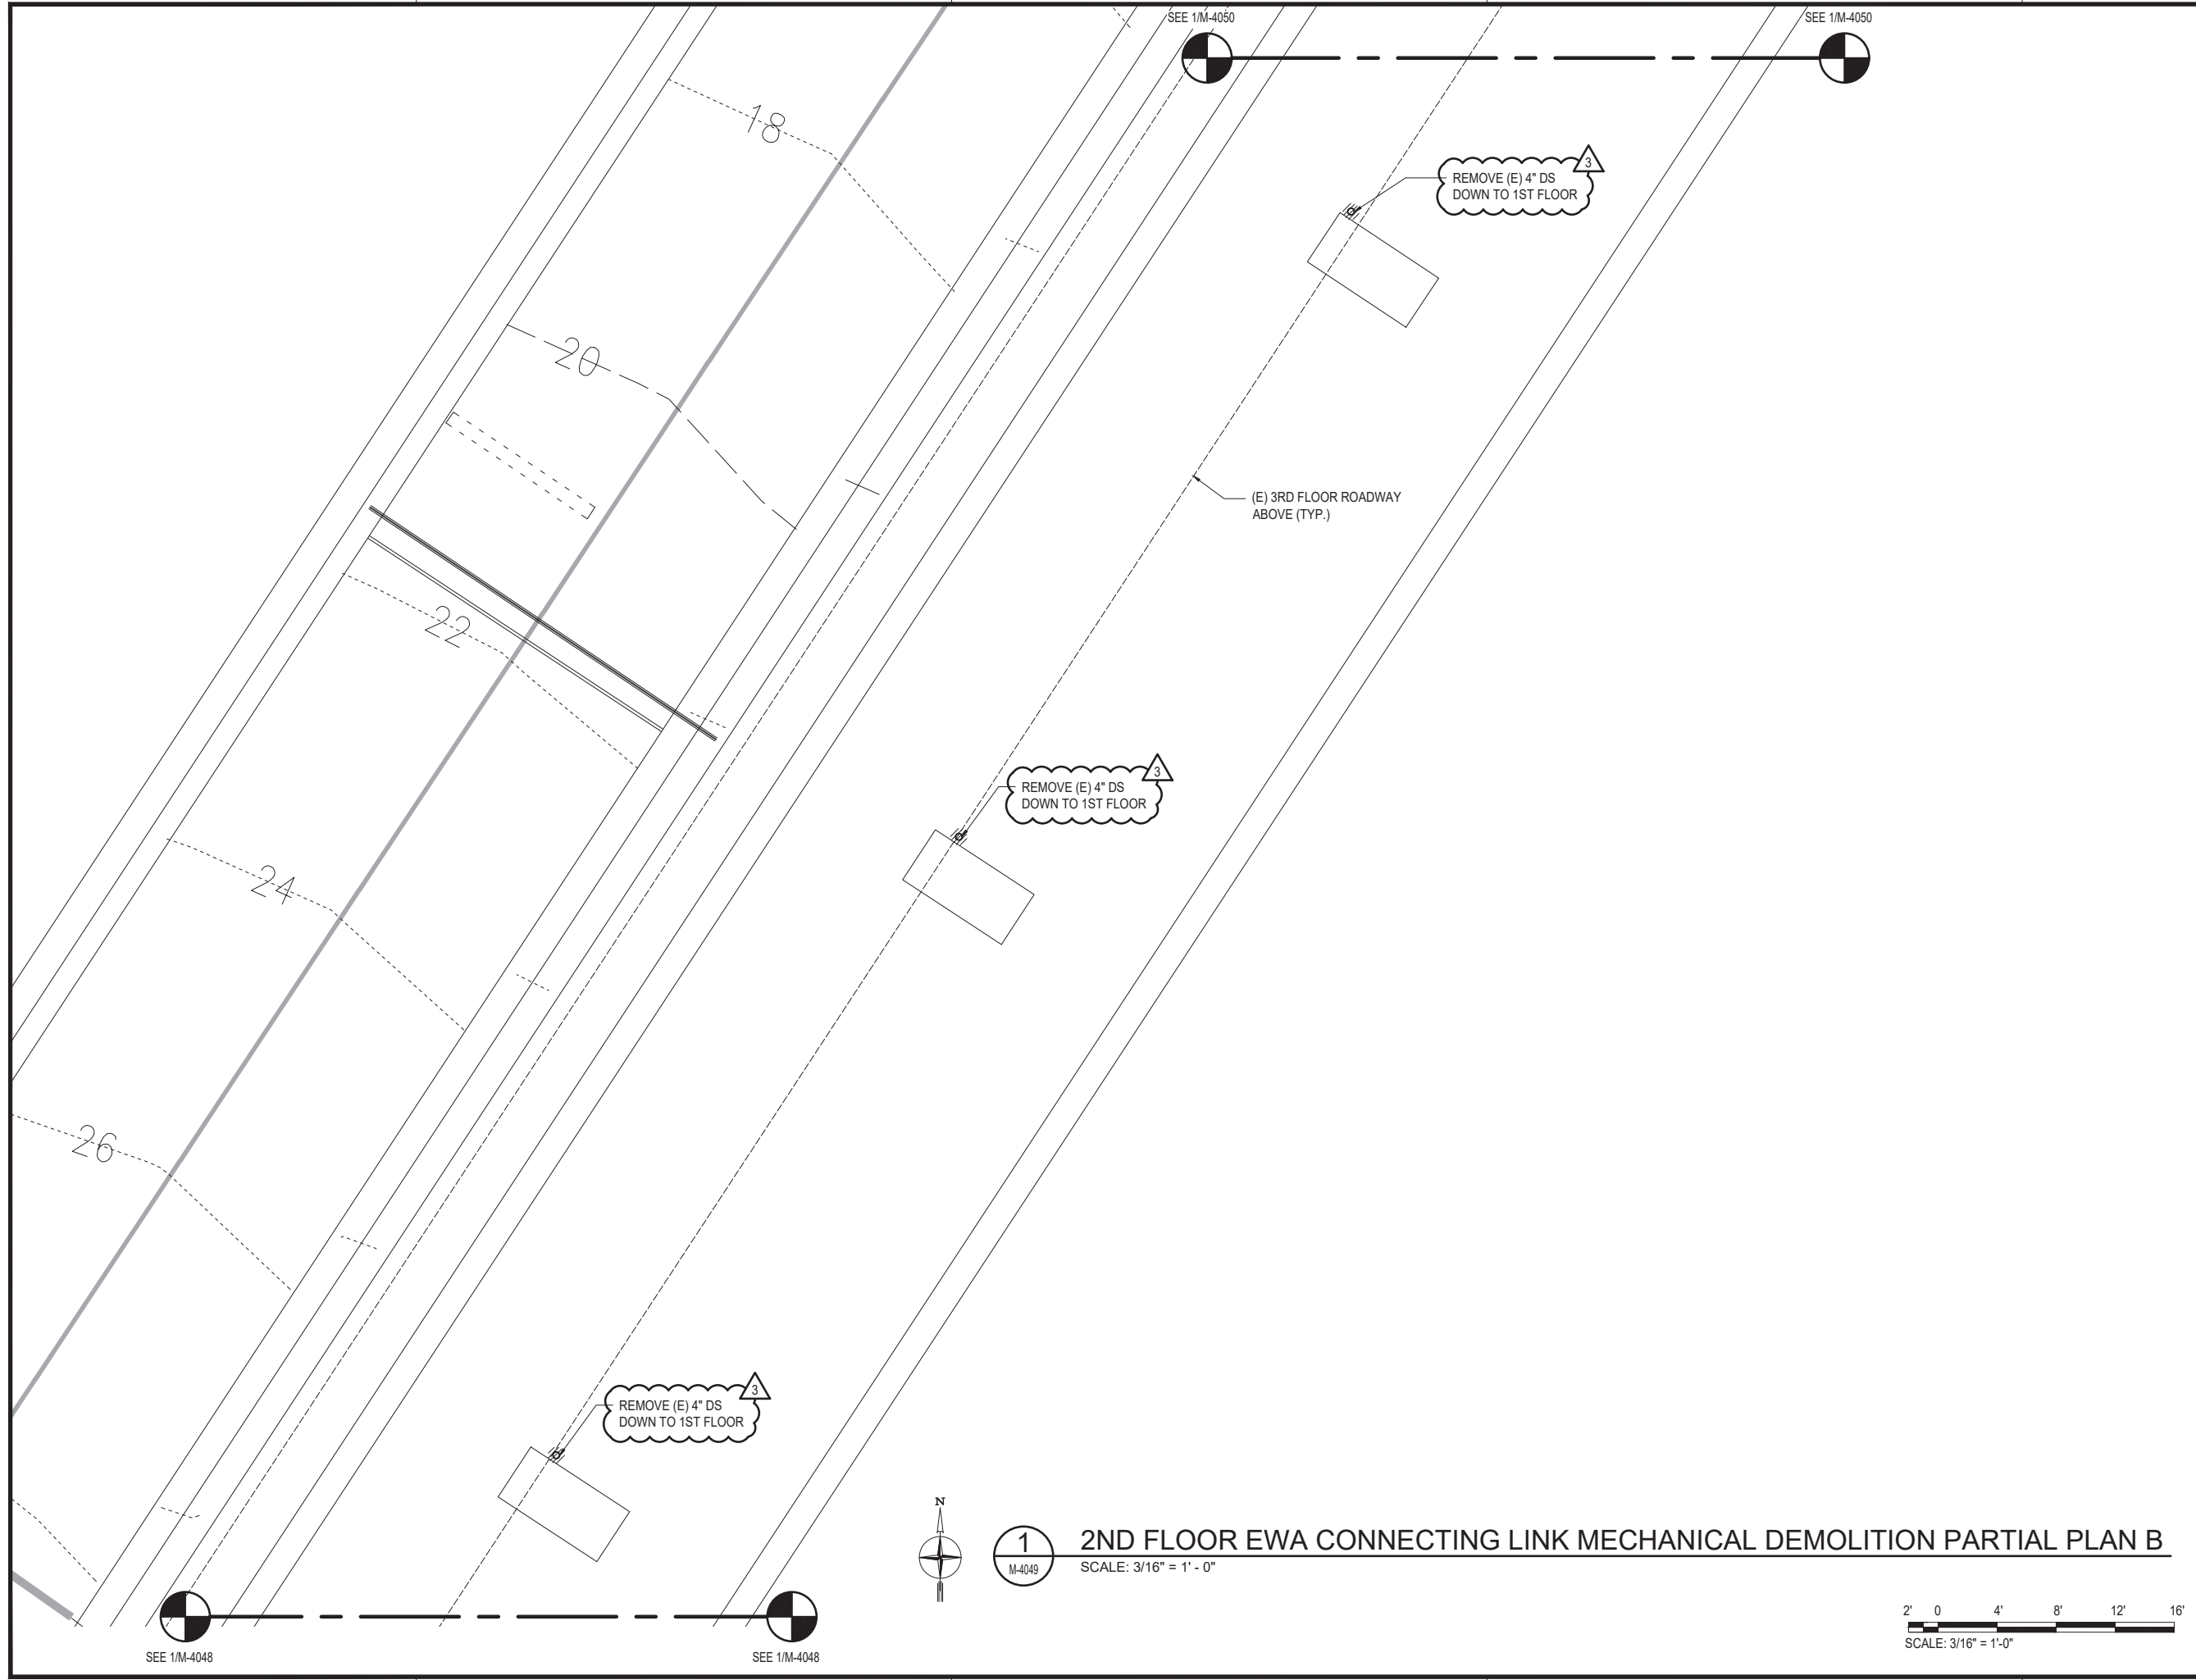 SEE 1/M-4050
SEE 1/M-4050
18
3
REMOVE (E) 4" DS
DOWN TO 1ST FLOOR
20
(E) 3RD FLOOR ROADWAY
ABOVE (TYP.)
22
3
REMOVE (E) 4" DS
DOWN TO 1ST FLOOR
24
26
3
REMOVE (E) 4" DS
DOWN TO 1ST FLOOR
N
1
M-4049
2ND FLOOR EWA CONNECTING LINK MECHANICAL DEMOLITION PARTIAL PLAN B
SCALE: 3/16" = 1' - 0"
2' 0 4' 8' 12' 16'
SCALE: 3/16" = 1'-0"
SEE 1/M-4048
SEE 1/M-4048